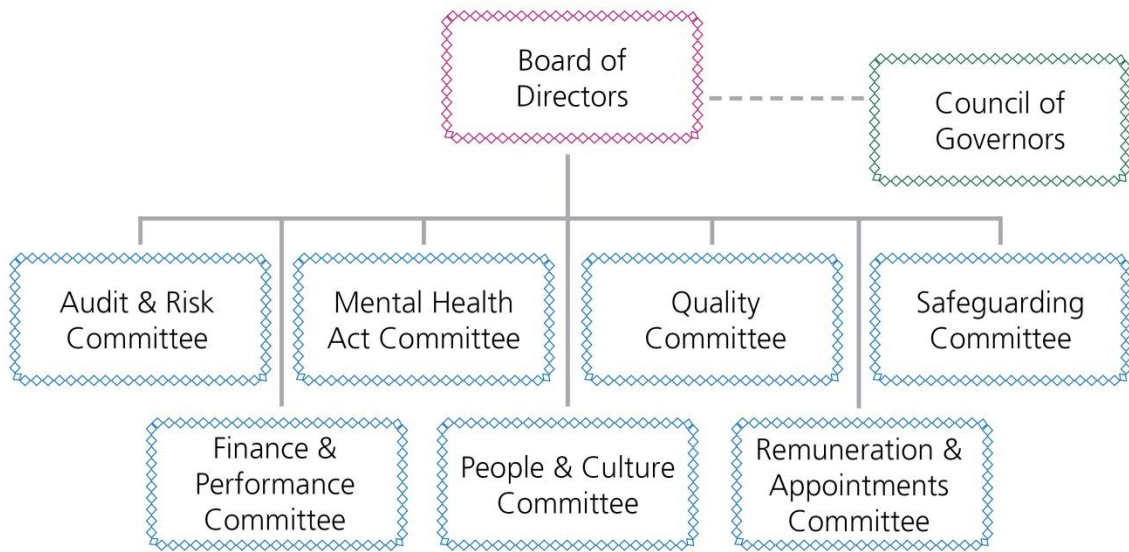 Board of
Directors
Council of
Governors
Audit & Risk
Committee
Mental Health
Act Committee
Quality
Committee
Safeguarding
Committee
Finance &
Performance
Committee
People & Culture
Committee
Remuneration &
Appointments
Committee